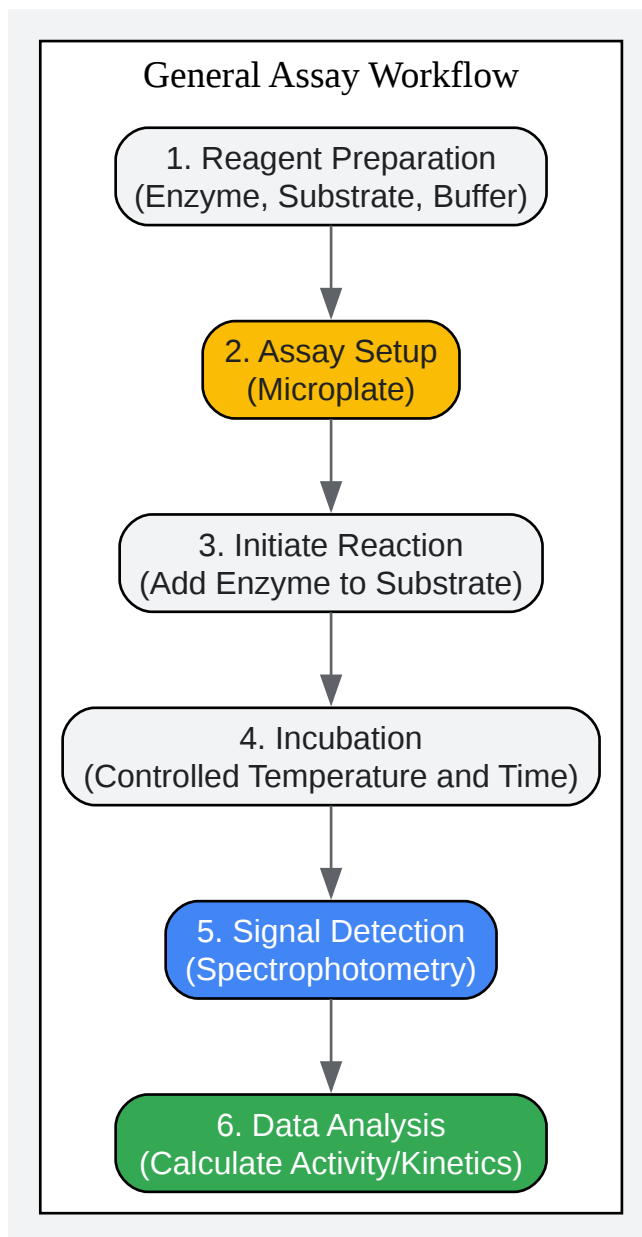 General Assay Workflow
1. Reagent Preparation
(Enzyme, Substrate, Buffer)
2. Assay Setup
(Microplate)
3. Initiate Reaction
(Add Enzyme to Substrate)
4. Incubation
(Controlled Temperature and Time)
5. Signal Detection
(Spectrophotometry)
6. Data Analysis
(Calculate Activity/Kinetics)